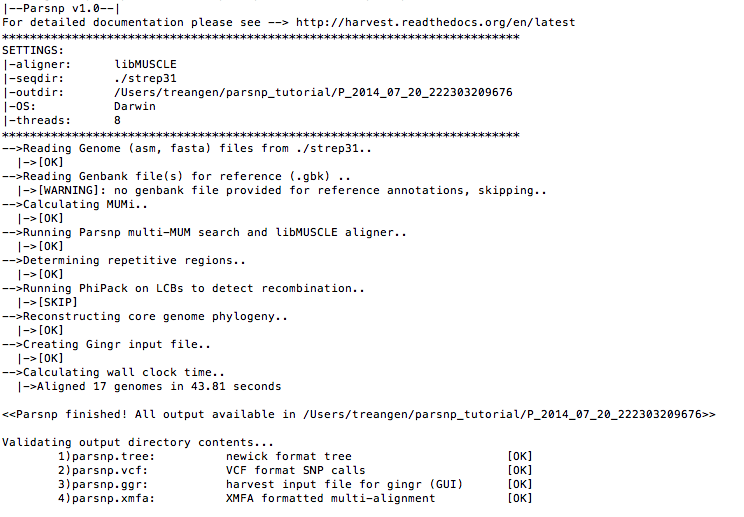 |--Parsnp v1.0--|
For detailed documentation please see --> http://harvest.readthedocs.org/en/latest
**************************************************************************
SETTINGS:
|-aligner:	libMUSCLE
|-seqdir:	./strep31
|-outdir:	/Users/treangen/parsnp_tutorial/P_2014_07_20_222303209676
|-OS:	Darwin
|-threads:	8
**************************************************************************
-->Reading Genome (asm, fasta) files from ./strep31..
  |->[OK]
-->Reading Genbank file(s) for reference (.gbk) ..
  |->[WARNING]: no genbank file provided for reference annotations, skipping..
-->Calculating MUMi..
  |->[OK]
-->Running Parsnp multi-MUM search and libMUSCLE aligner..
  |->[OK]
-->Determining repetitive regions..
  |->[OK]
-->Running PhiPack on LCBs to detect recombination..
  |->[SKIP]
-->Reconstructing core genome phylogeny..
  |->[OK]
-->Creating Gingr input file..
  |->[OK]
-->Calculating wall clock time..
  |->Aligned 17 genomes in 43.81 seconds

<<Parsnp finished! All output available in /Users/treangen/parsnp_tutorial/P_2014_07_20_222303209676>>

Validating output directory contents...
	1)parsnp.tree:	newick format tree	[OK]
	2)parsnp.vcf:	VCF format SNP calls	[OK]
	3)parsnp.ggr:	harvest input file for gingr (GUI)	[OK]
	4)parsnp.xmfa:	XMFA formatted multi-alignment	[OK]